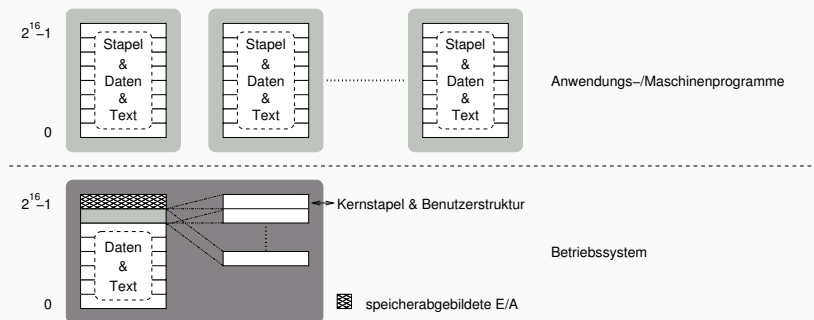 2^16–1
Stapel
&
Daten
&
Text
0
Stapel
&
Daten
&
Text
Stapel
&
Daten
&
Text
Anwendungs–/Maschinenprogramme
2^16–1
Daten
&
Text
0
Kernstapel & Benutzerstruktur
Betriebssystem
speicherabgebildete E/A